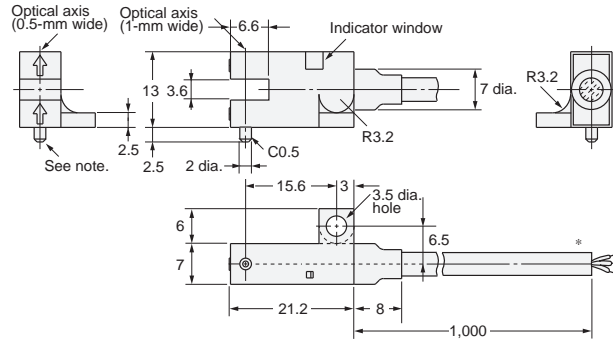 Optical axis
(0.5-mm wide)
Optical axis
(1-mm wide)
6.6
Indicator window
13
3.6
7 dia.
R3.2
R3.2
2.5
2.5
See note.
2 dia.
C0.5
15.6
3
3.5 dia.
hole
6
7
6.5
*
21.2
8
1,000